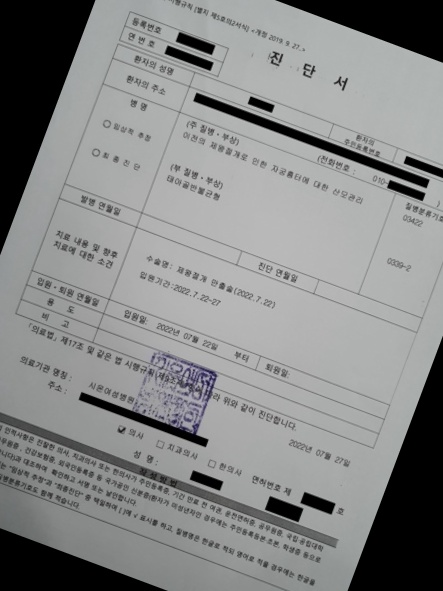 시행규칙 [별지 제5호의2서식] <개정 2019. 9. 27.>
진 단 서
등록번호
연 번 호
환자의 성명
환자의 주민등록번호
환자의 주소
(전화번호 : 010- )
병 명
임상적 추정
최 종 진 단
(주 질병·부상)
이전의 제왕절개로 인한 자궁흉터에 대한 산모관리
(부 질병·부상)
태아골반불균형
질병분류기호
O3422
O339-2
발병 연월일
진단 연월일
치료 내용 및 향후
치료에 대한 소견
수술명: 제왕절개 만출술(2022.7.22)
입원기간:2022.7.22-27
입원·퇴원 연월일
입원일: 2022년 07월 22일 부터
퇴원일:
용 도
비 고
「의료법」 제17조 및 같은 법 시행규칙 따라 위와 같이 진단합니다.
2022년 07월 27일
의료기관 명칭 : 시온여성병원
주소 :
의사 치과의사 한의사
면허번호 제 호
성 명 :
작성방법